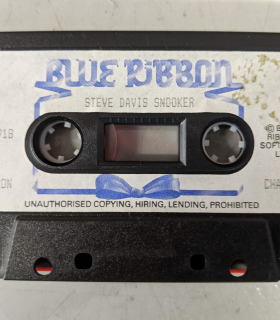 BLUE RIBBON
STEVE DAVIS SNOOKER
UNAUTHORISED COPYING, HIRING, LENDING, PROHIBITED